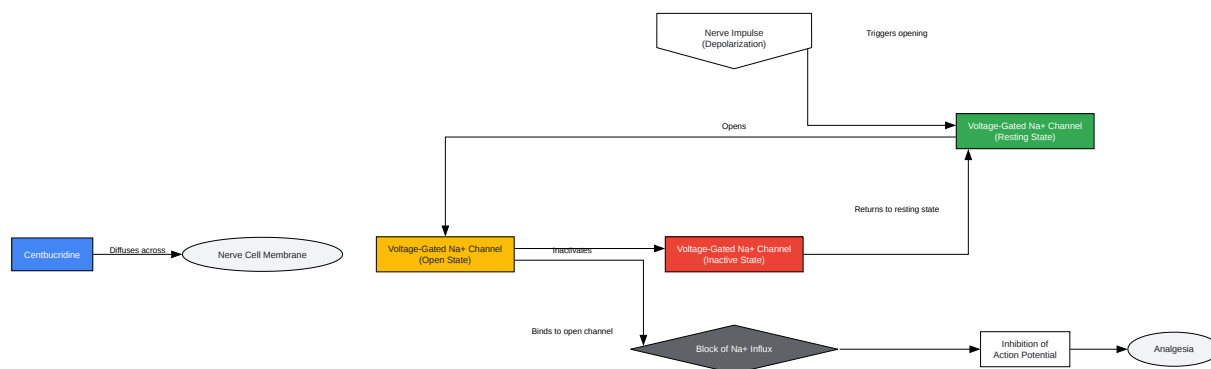 Nerve Impulse
(Depolarization)
Triggers opening
Voltage-Gated Na+ Channel
(Resting State)
Opens
Returns to resting state
Centbucridine
Diffuses across
Nerve Cell Membrane
Voltage-Gated Na+ Channel
(Open State)
Inactivates
Voltage-Gated Na+ Channel
(Inactive State)
Binds to open channel
Block of Na+ Influx
Inhibition of
Action Potential
Analgesia